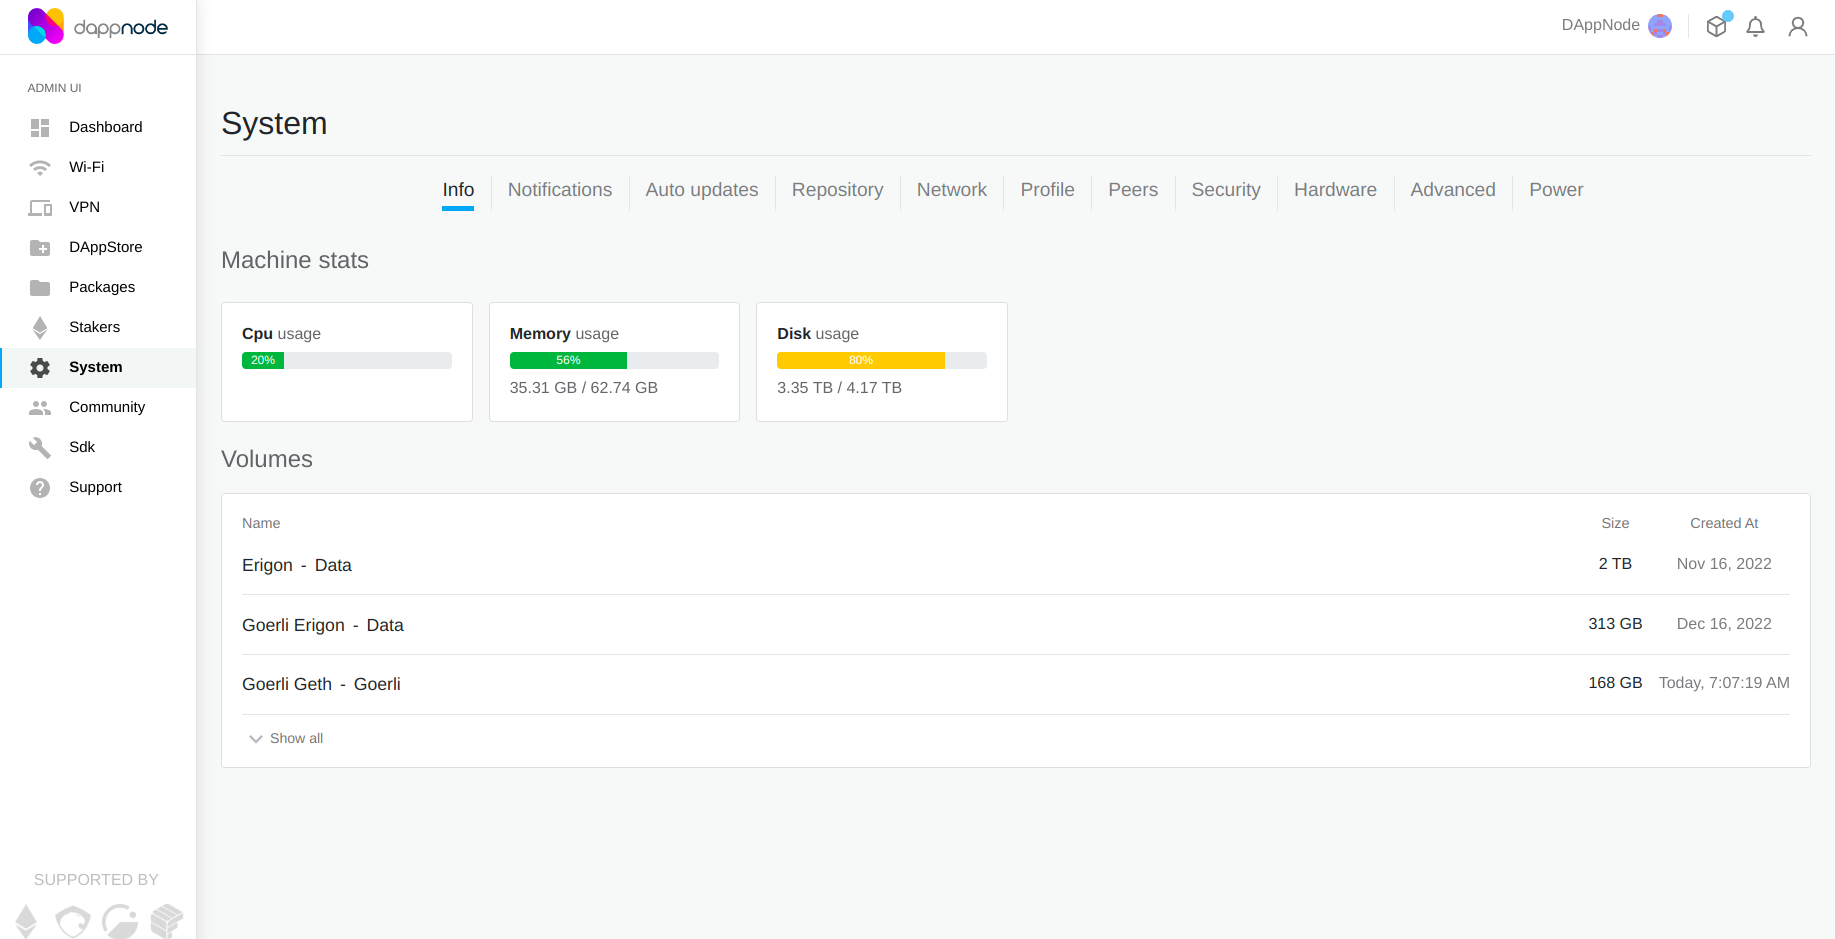 dappnode
DAppNode
ADMIN UI
Dashboard
Wi-Fi
VPN
DAppStore
Packages
Stakers
System
Community
Sdk
Support
SUPPORTED BY
System
Info Notifications Auto updates Repository Network Profile Peers Security Hardware Advanced Power
Machine stats
Cpu usage
20%
Memory usage
56%
35.31 GB / 62.74 GB
Disk usage
80%
3.35 TB / 4.17 TB
Volumes
Name Size Created At
Erigon - Data 2 TB Nov 16, 2022
Goerli Erigon - Data 313 GB Dec 16, 2022
Goerli Geth - Goerli 168 GB Today, 7:07:19 AM
Show all